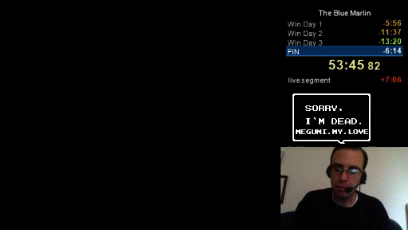 The Blue Marlin
Win Day 1 -5:56
Win Day 2 -11:37
Win Day 3 -13:20
FIN -6:14
53:45 82
live segment +7:06
SORRY.
I'M DEAD.
MEGUMI.MY.LOVE